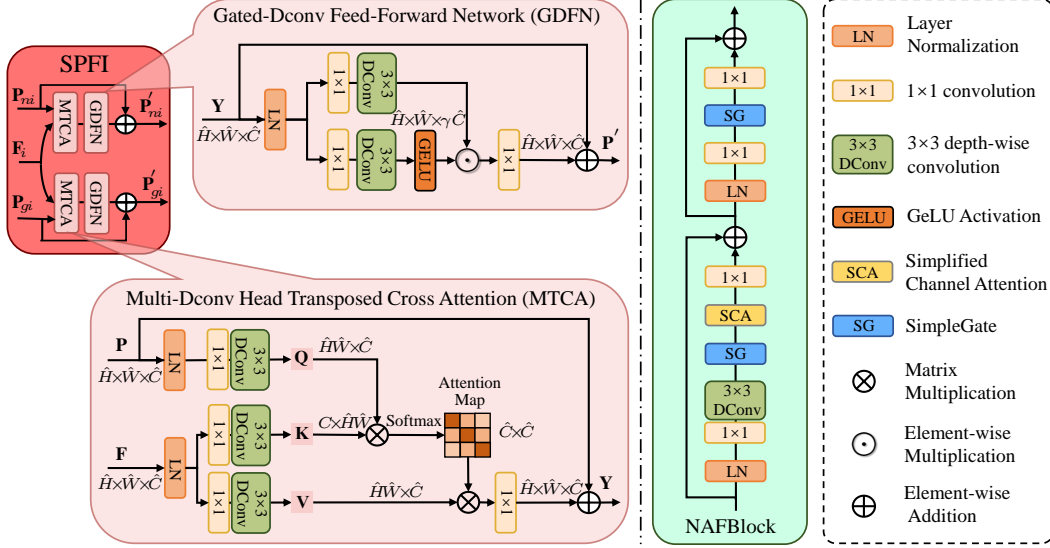 Gated-Dconv Feed-Forward Network (GDFN)
Y
Ĥ×Ŵ×Ĉ
LN
1×1
3×3
DConv
Ĥ×Ŵ×γĈ
1×1
3×3
DConv
GELU
1×1
Ĥ×Ŵ×Ĉ
P′
SPFI
P_ni
MTCA
GDFN
P′_ni
F_i
P_gi
MTCA
GDFN
P′_gi
Multi-Dconv Head Transposed Cross Attention (MTCA)
P
Ĥ×Ŵ×Ĉ
LN
1×1
3×3
DConv
Q
ĤŴ×Ĉ
F
Ĥ×Ŵ×Ĉ
LN
1×1
3×3
DConv
K
C×ĤŴ
Softmax
Attention
Map
Ĉ×Ĉ
1×1
3×3
DConv
V
ĤŴ×Ĉ
1×1
Ĥ×Ŵ×Ĉ
Y
1×1
SG
1×1
LN
1×1
SCA
SG
3×3
DConv
1×1
LN
NAFBlock
LN
Layer
Normalization
1×1
1×1 convolution
3×3
DConv
3×3 depth-wise
convolution
GELU
GeLU Activation
SCA
Simplified
Channel Attention
SG
SimpleGate
Matrix
Multiplication
Element-wise
Multiplication
Element-wise
Addition